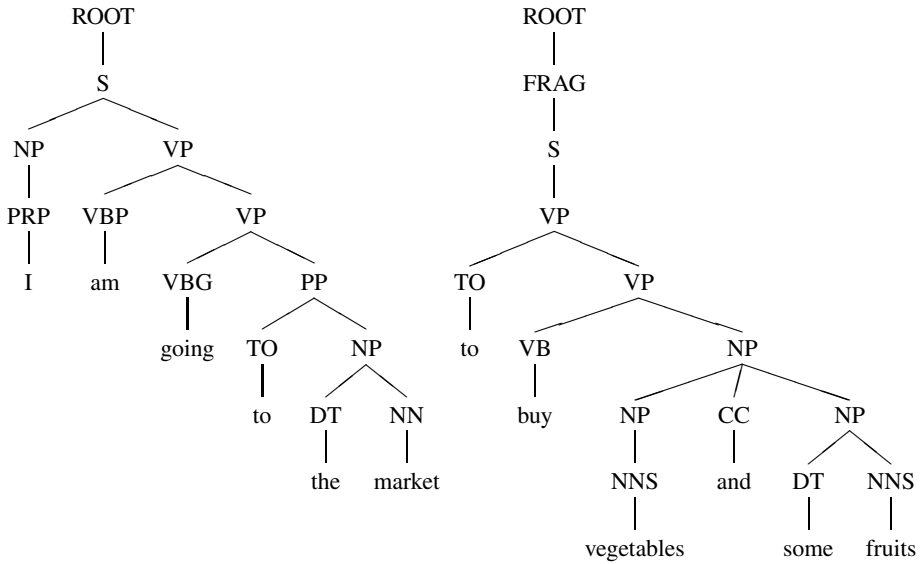 ROOT ROOT
S FRAG
NP VP S
PRP VBP VP VP
I am VBG PP TO VP
going TO NP to VB NP
to DT NN buy NP CC NP
the market NNS and DT NNS
vegetables some fruits